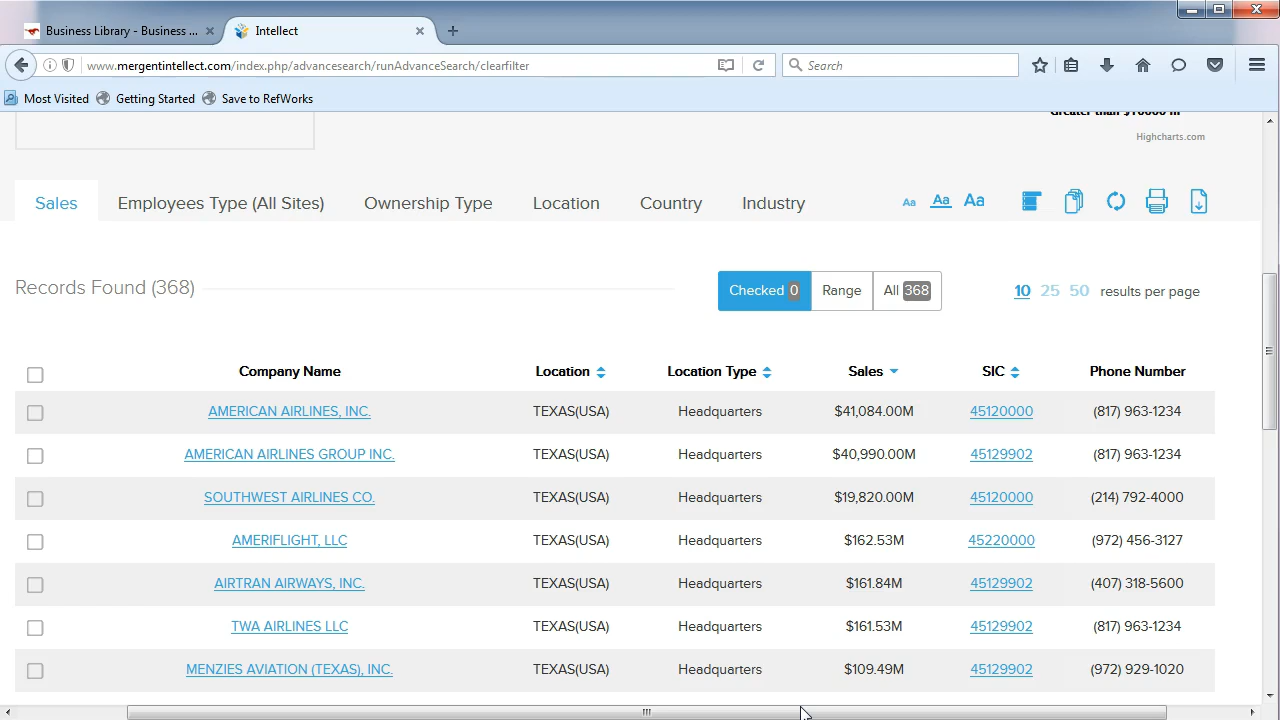 Business Library - Business ...
Intellect
www.mergentintellect.com/index.php/advancesearch/runAdvanceSearch/clearfilter
Search
Most Visited
Getting Started
Save to RefWorks
Greater than $10000 m
Highcharts.com
Sales
Employees Type (All Sites)
Ownership Type
Location
Country
Industry
Aa Aa Aa
Records Found (368)
Checked 0
Range
All 368
10 25 50 results per page
Company Name Location Location Type Sales SIC Phone Number
AMERICAN AIRLINES, INC. TEXAS(USA) Headquarters $41,084.00M 45120000 (817) 963-1234
AMERICAN AIRLINES GROUP INC. TEXAS(USA) Headquarters $40,990.00M 45129902 (817) 963-1234
SOUTHWEST AIRLINES CO. TEXAS(USA) Headquarters $19,820.00M 45120000 (214) 792-4000
AMERIFLIGHT, LLC TEXAS(USA) Headquarters $162.53M 45220000 (972) 456-3127
AIRTRAN AIRWAYS, INC. TEXAS(USA) Headquarters $161.84M 45129902 (407) 318-5600
TWA AIRLINES LLC TEXAS(USA) Headquarters $161.53M 45129902 (817) 963-1234
MENZIES AVIATION (TEXAS), INC. TEXAS(USA) Headquarters $109.49M 45129902 (972) 929-1020